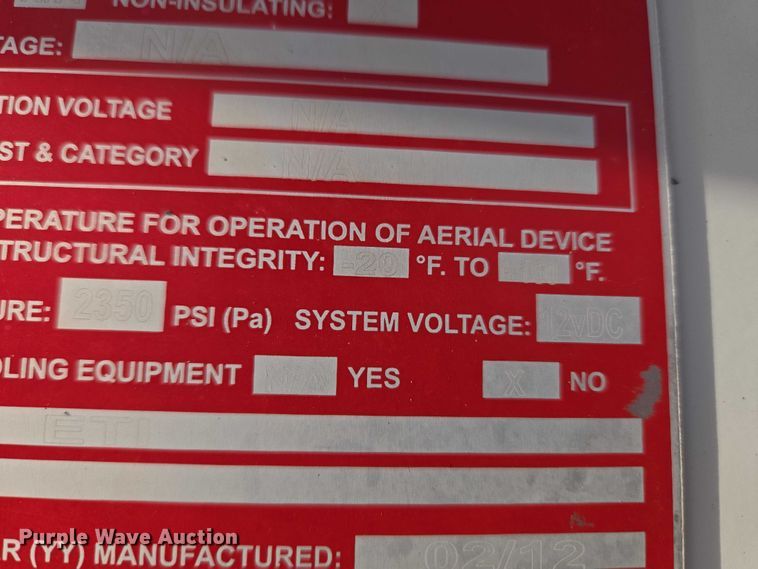 NON-INSULATING: X
TAGE: N/A
TION VOLTAGE N/A
ST & CATEGORY N/A
PERATURE FOR OPERATION OF AERIAL DEVICE
TRUCTURAL INTEGRITY: -20 °F. TO °F.
URE: 2350 PSI (Pa) SYSTEM VOLTAGE: 12VDC
DLING EQUIPMENT N/A YES X NO
ETI
R (YY) MANUFACTURED: 02/12
Purple Wave Auction